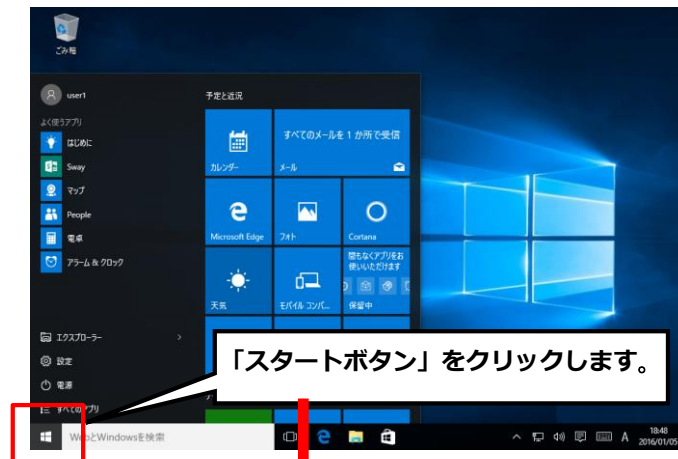 ごみ箱
user1
予定と近況
よく使うアプリ
はじめに
Sway
マップ
People
電卓
アラーム & クロック
カレンダー
すべてのメールを 1 か所で受信
メール
Microsoft Edge
フォト
Cortana
間もなくアプリをお
使いいただけます
天気
モバイル コンパ...
保留中
エクスプローラー
設定
電源
すべてのアプリ
「スタートボタン」をクリックします。
WebとWindowsを検索
A
18:48
2016/01/05